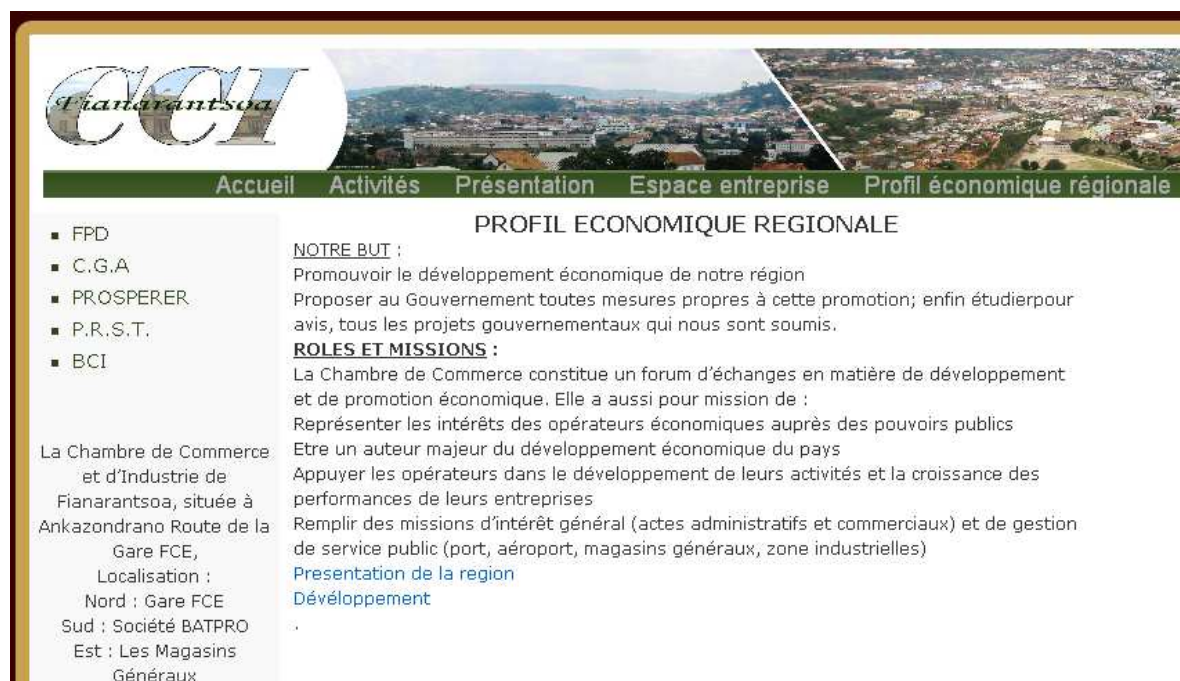 CCI
Fianarantsoa
Accueil Activités Présentation Espace entreprise Profil économique régionale
FPD
C.G.A
PROSPERER
P.R.S.T.
BCI
La Chambre de Commerce
et d'Industrie de
Fianarantsoa, située à
Ankazondrano Route de la
Gare FCE,
Localisation :
Nord : Gare FCE
Sud : Société BATPRO
Est : Les Magasins
Généraux
PROFIL ECONOMIQUE REGIONALE
NOTRE BUT :
Promouvoir le développement économique de notre région
Proposer au Gouvernement toutes mesures propres à cette promotion; enfin étudierpour
avis, tous les projets gouvernementaux qui nous sont soumis.
ROLES ET MISSIONS :
La Chambre de Commerce constitue un forum d'échanges en matière de développement
et de promotion économique. Elle a aussi pour mission de :
Représenter les intérêts des opérateurs économiques auprès des pouvoirs publics
Etre un auteur majeur du développement économique du pays
Appuyer les opérateurs dans le développement de leurs activités et la croissance des
performances de leurs entreprises
Remplir des missions d'intérêt général (actes administratifs et commerciaux) et de gestion
de service public (port, aéroport, magasins généraux, zone industrielles)
Presentation de la region
Dévéloppement
.